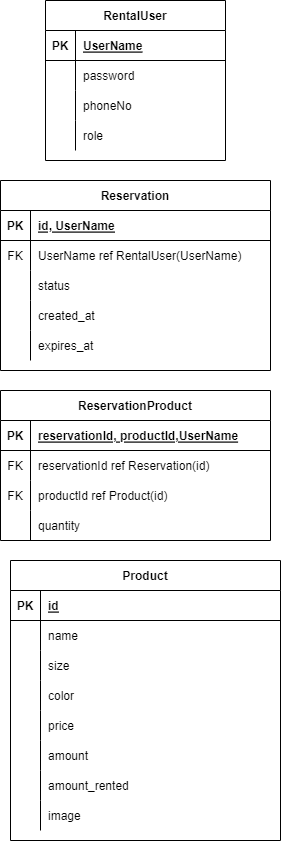 RentalUser
PK UserName
password
phoneNo
role
Reservation
PK id, UserName
FK UserName ref RentalUser(UserName)
status
created_at
expires_at
ReservationProduct
PK reservationId, productId,UserName
FK reservationId ref Reservation(id)
FK productId ref Product(id)
quantity
Product
PK id
name
size
color
price
amount
amount_rented
image